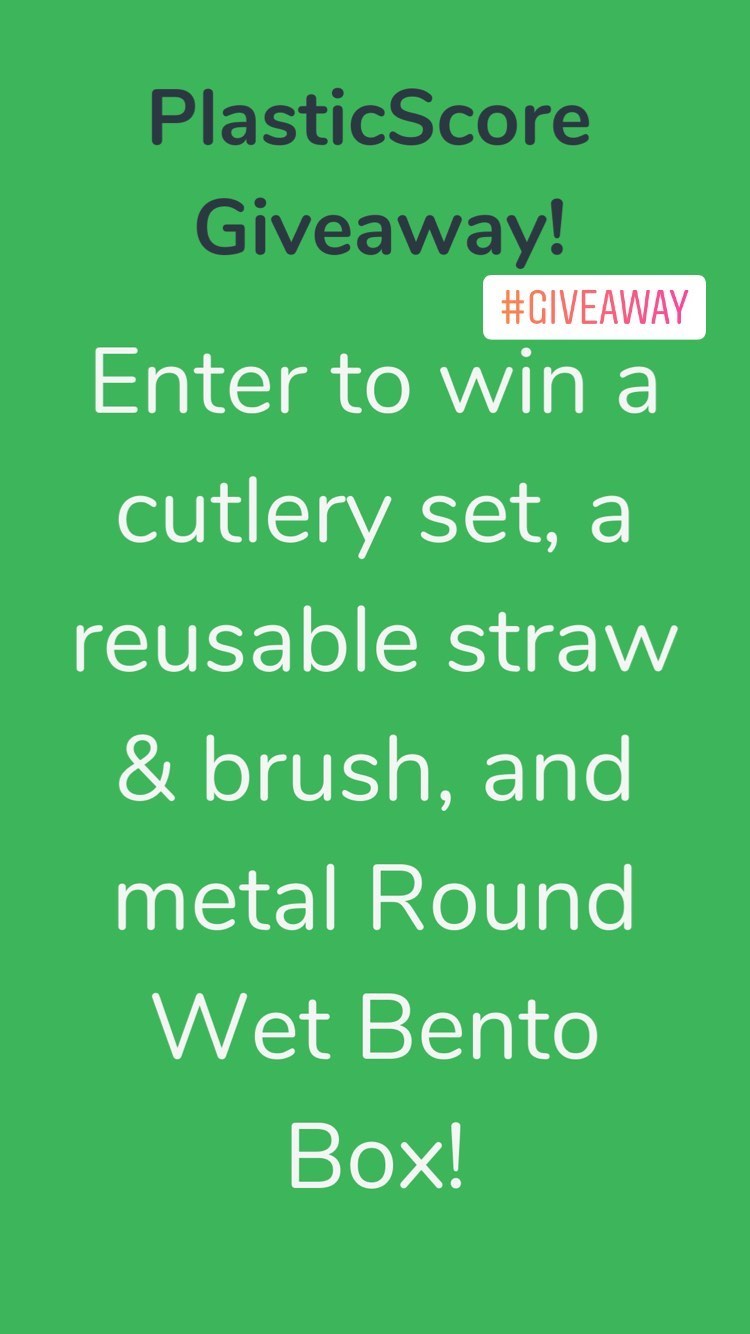 PlasticScore
Giveaway!
#GIVEAWAY
Enter to win a
cutlery set, a
reusable straw
& brush, and
metal Round
Wet Bento
Box!